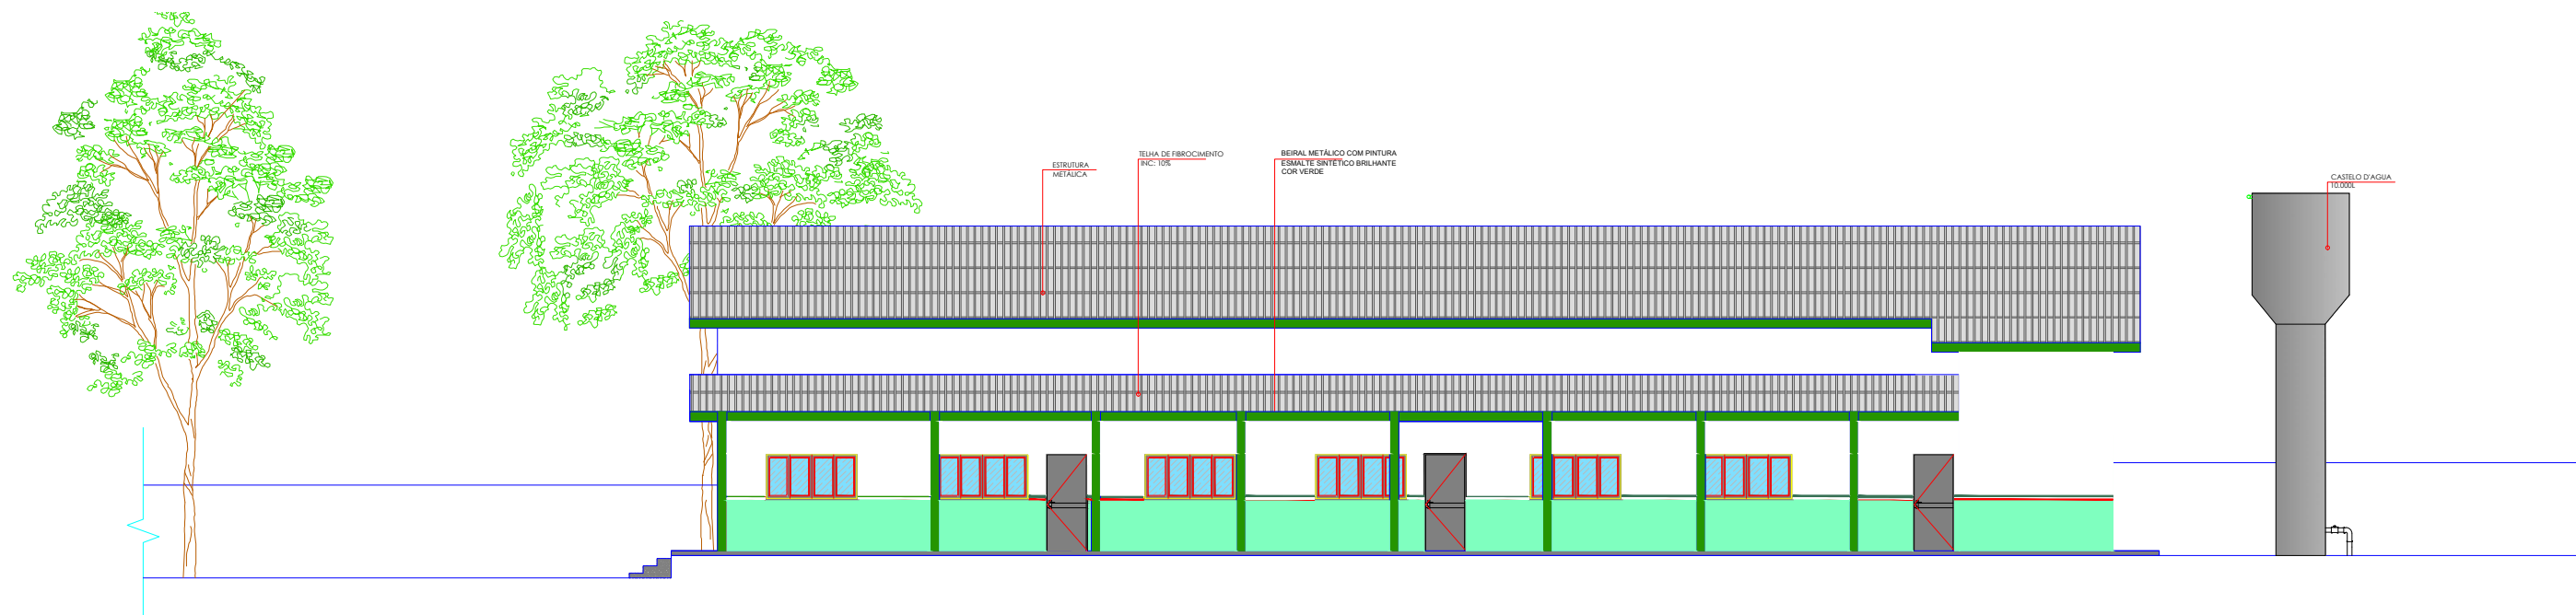 ESTRUTURA
METÁLICA
TELHA DE FIBROCIMENTO
INC.: 10%
BEIRAL METÁLICO COM PINTURA
ESMALTE SINTÉTICO BRILHANTE
COR VERDE
CASTELO D'AGUA
10.000L